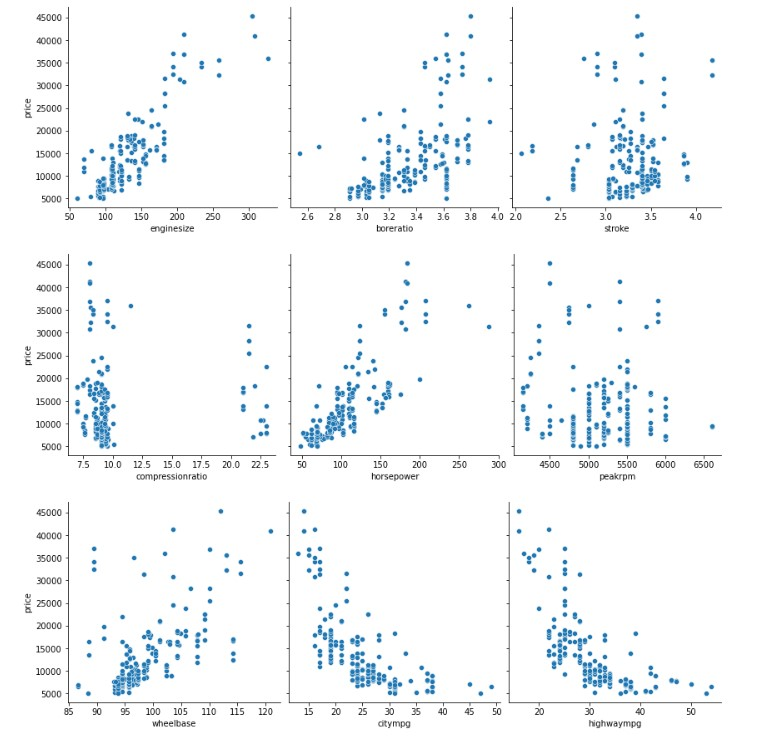 45000
40000
35000
30000
25000
price
20000
15000
10000
5000
50 100 150 200 250 300
enginesize
2.6 2.8 3.0 3.2 3.4 3.6 3.8 4.0
boreratio
2.0 2.5 3.0 3.5 4.0
stroke
45000
40000
35000
30000
25000
price
20000
15000
10000
5000
7.5 10.0 12.5 15.0 17.5 20.0 22.5
compressionratio
50 100 150 200 250 300
horsepower
4500 5000 5500 6000 6500
peakrpm
45000
40000
35000
30000
25000
price
20000
15000
10000
5000
85 90 95 100 105 110 115 120
wheelbase
15 20 25 30 35 40 45 50
citympg
20 30 40 50
highwaympg